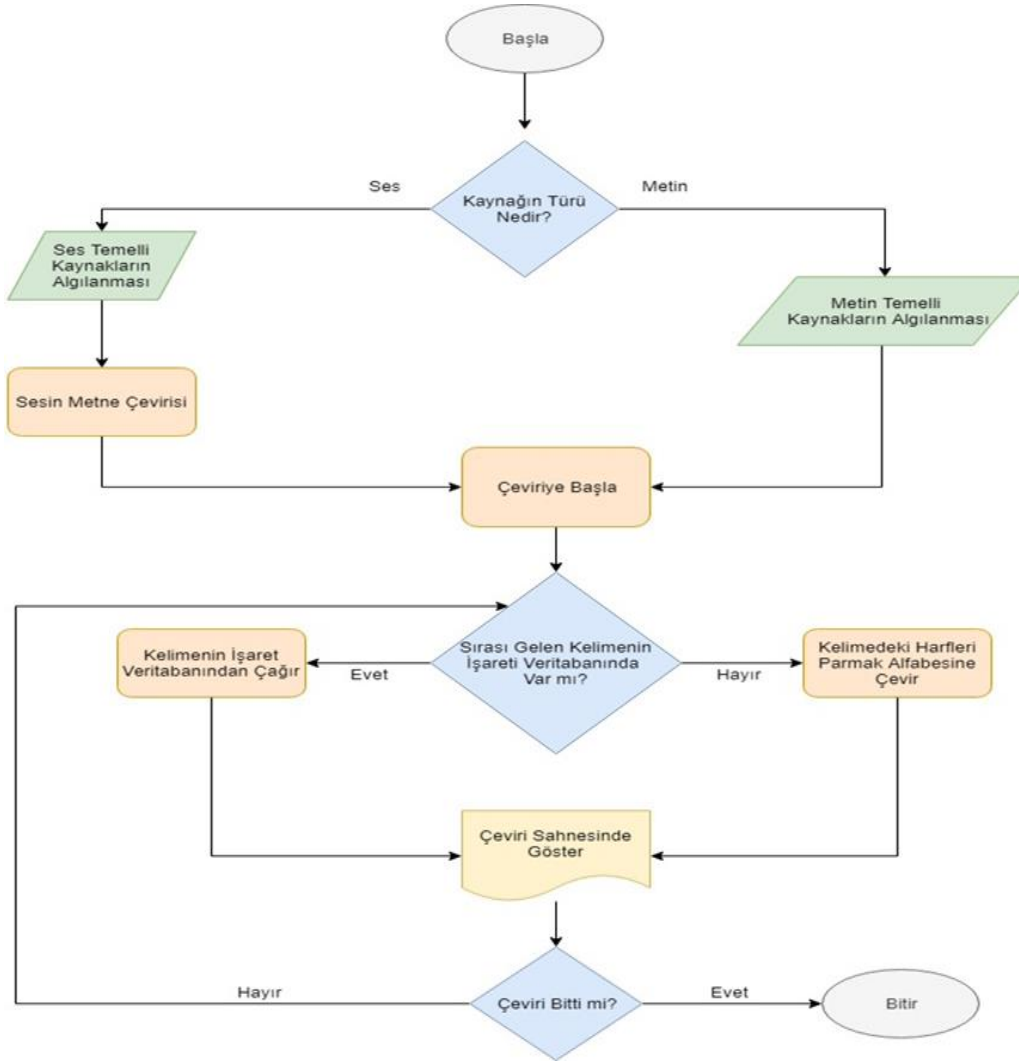 Başla
Kaynağın Türü
Nedir?
Ses
Metin
Ses Temelli
Kaynakların
Algılanması
Metin Temelli
Kaynakların Algılanması
Sesin Metne Çevirisi
Çeviriye Başla
Sırası Gelen Kelimenin
İşareti Veritabanında
Var mı?
Evet
Hayır
Kelimenin İşaret
Veritabanından Çağır
Kelimedeki Harfleri
Parmak Alfabesine
Çevir
Çeviri Sahnesinde
Göster
Çeviri Bitti mi?
Hayır
Evet
Bitir